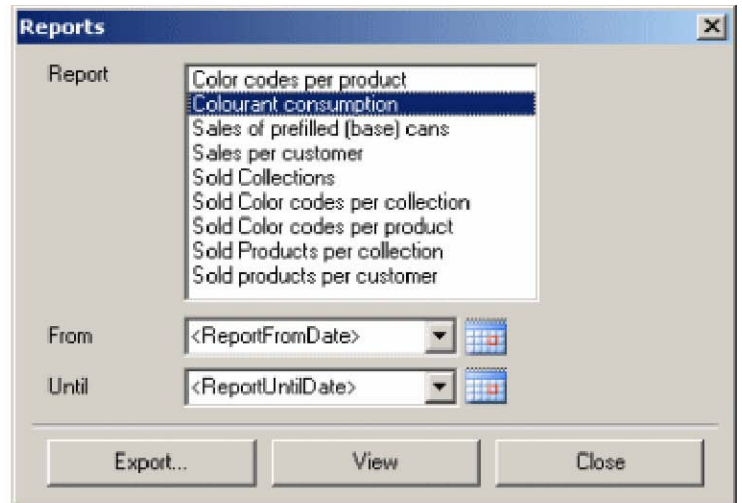 Reports
Report
Color codes per product
Colourant consumption
Sales of prefilled (base) cans
Sales per customer
Sold Collections
Sold Color codes per collection
Sold Color codes per product
Sold Products per collection
Sold products per customer
From <ReportFromDate>
Until <ReportUntilDate>
Export... View Close